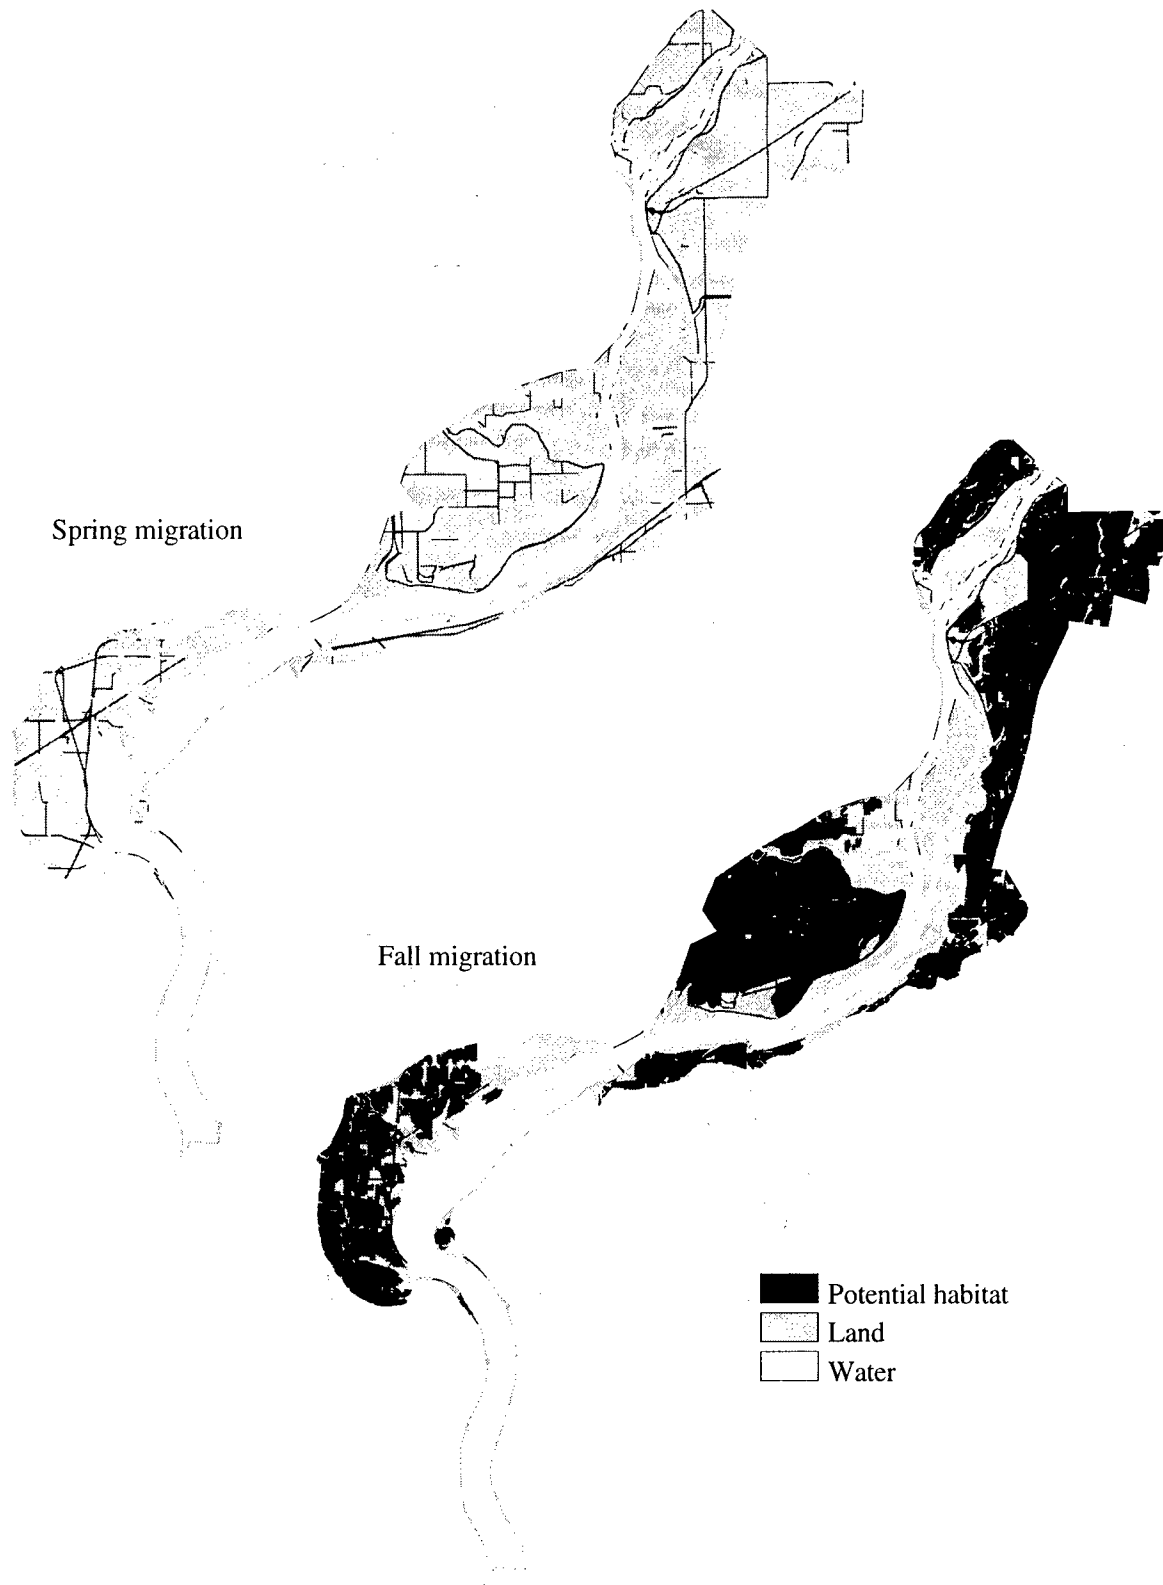 Spring migration
Fall migration
Potential habitat
Land
Water